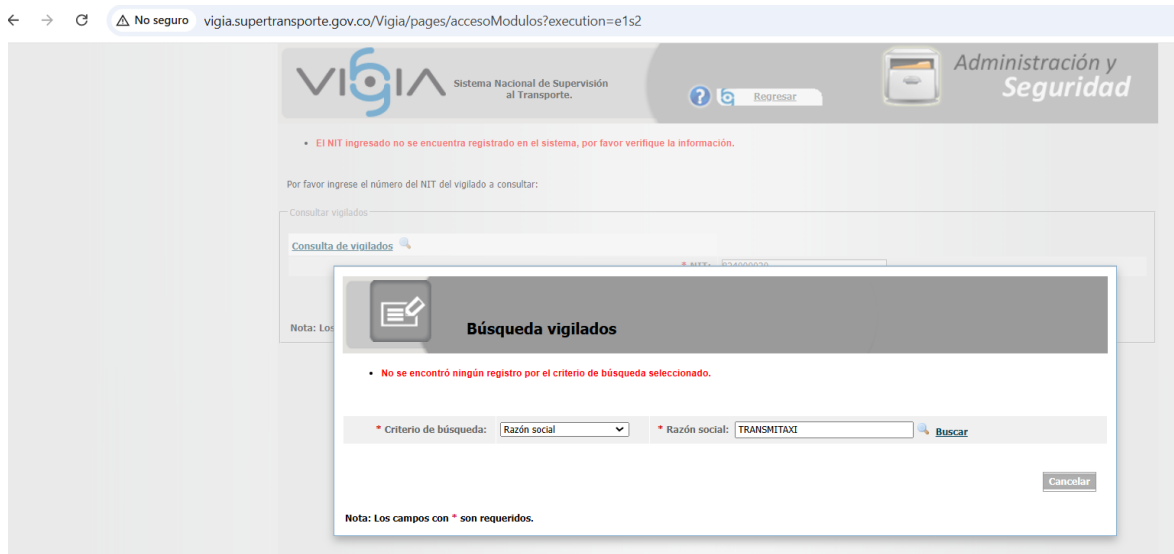 No seguro vigia.supertransporte.gov.co/Vigia/pages/accesoModulos?execution=e1s2
VIGIA
Sistema Nacional de Supervisión
al Transporte.
? Regresar
Administración y
Seguridad
• El NIT ingresado no se encuentra registrado en el sistema, por favor verifique la información.
Por favor ingrese el número del NIT del vigilado a consultar:
Consultar vigilados
Consulta de vigilados
* NIT:
Nota: Los
Búsqueda vigilados
• No se encontró ningún registro por el criterio de búsqueda seleccionado.
* Criterio de búsqueda: Razón social * Razón social: TRANSMITAXI Buscar
Cancelar
Nota: Los campos con * son requeridos.